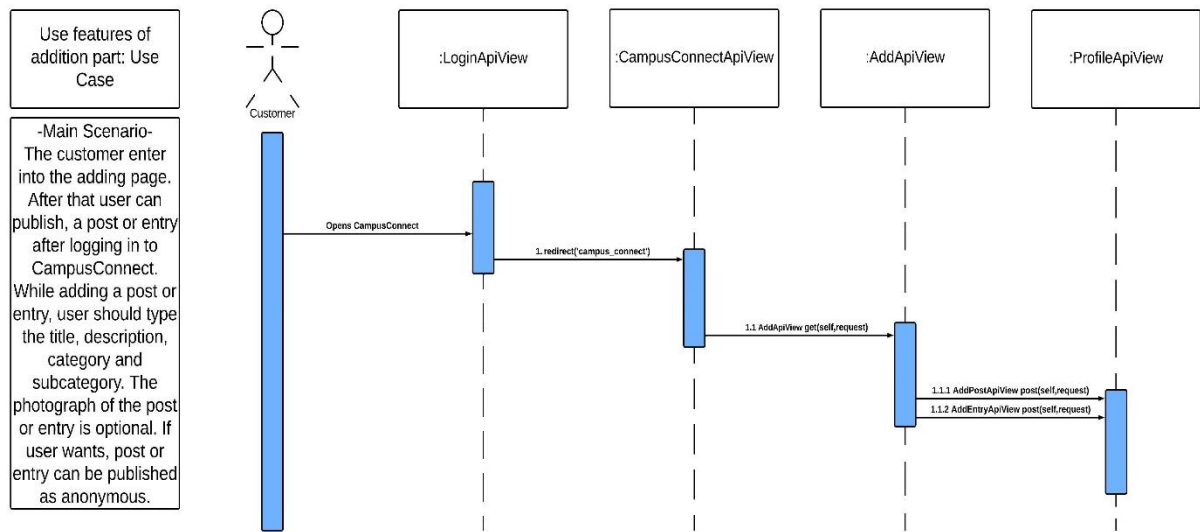 Use features of
addition part: Use
Case
-Main Scenario-
The customer enter
into the adding page.
After that user can
publish, a post or entry
after logging in to
CampusConnect.
While adding a post or
entry, user should type
the title, description,
category and
subcategory. The
photograph of the post
or entry is optional. If
user wants, post or
entry can be published
as anonymous.
Customer
:LoginApiView
:CampusConnectApiView
:AddApiView
:ProfileApiView
Opens CampusConnect
1. redirect('campus_connect')
1.1 AddApiView get(self,request)
1.1.1 AddPostApiView post(self,request)
1.1.2 AddEntryApiView post(self,request)